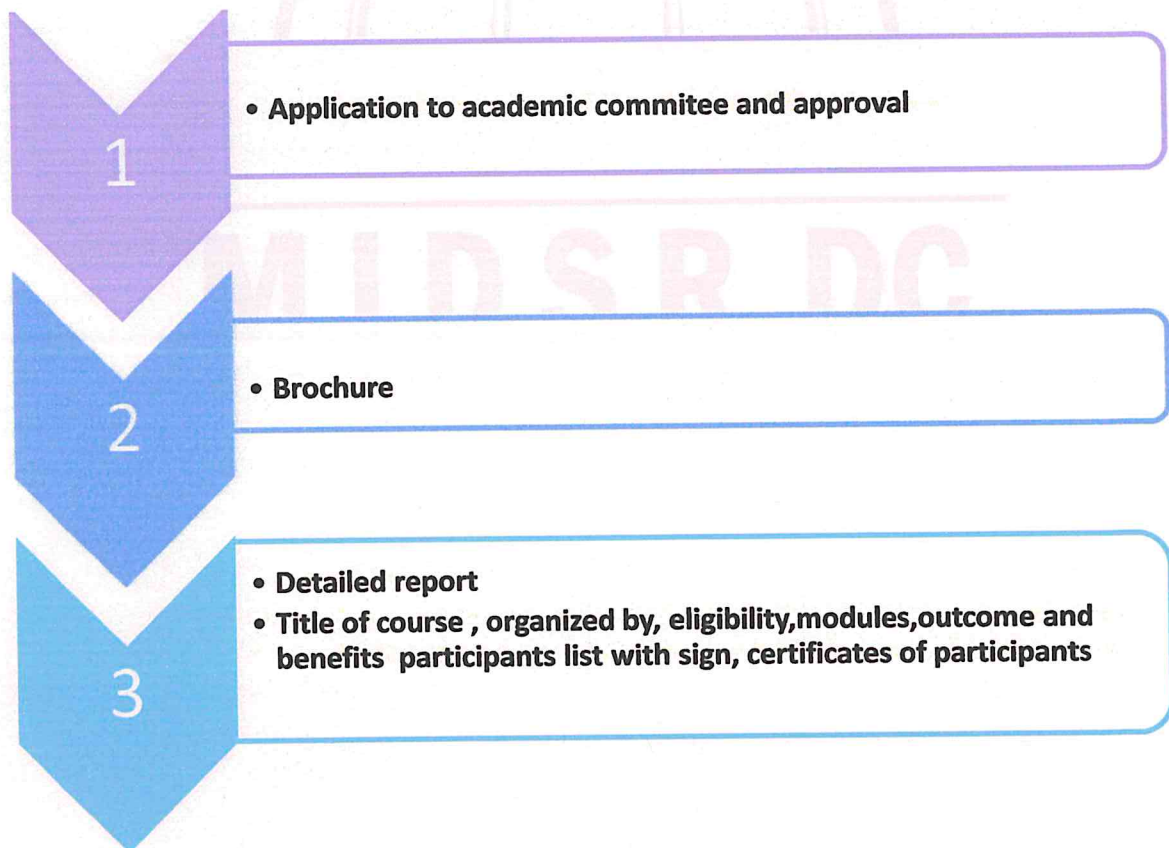 1
• Application to academic commitee and approval
M I D S R DC
2
• Brochure
3
• Detailed report
• Title of course , organized by, eligibility,modules,outcome and
benefits participants list with sign, certificates of participants